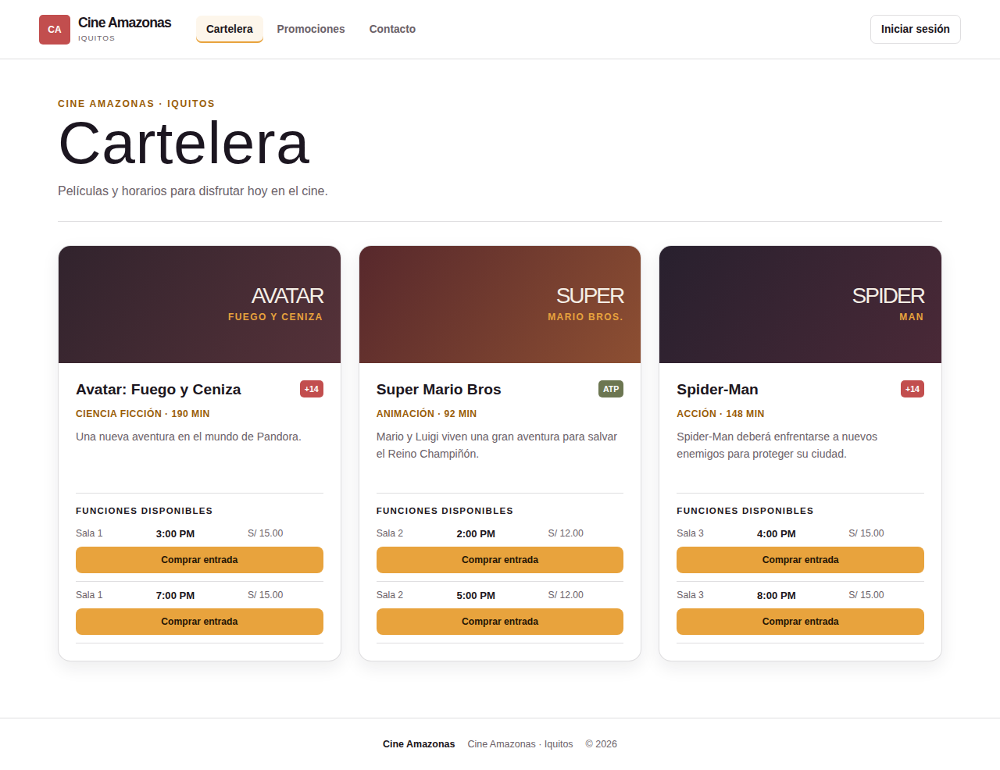 CA
Cine Amazonas
IQUITOS
Cartelera
Promociones
Contacto
Iniciar sesión
CINE AMAZONAS · IQUITOS
Cartelera
Películas y horarios para disfrutar hoy en el cine.
AVATAR
FUEGO Y CENIZA
Avatar: Fuego y Ceniza
+14
CIENCIA FICCIÓN · 190 MIN
Una nueva aventura en el mundo de Pandora.
FUNCIONES DISPONIBLES
Sala 1 3:00 PM S/ 15.00
Comprar entrada
Sala 1 7:00 PM S/ 15.00
Comprar entrada
SUPER
MARIO BROS.
Super Mario Bros
ATP
ANIMACIÓN · 92 MIN
Mario y Luigi viven una gran aventura para salvar
el Reino Champiñón.
FUNCIONES DISPONIBLES
Sala 2 2:00 PM S/ 12.00
Comprar entrada
Sala 2 5:00 PM S/ 12.00
Comprar entrada
SPIDER
MAN
Spider-Man
+14
ACCIÓN · 148 MIN
Spider-Man deberá enfrentarse a nuevos
enemigos para proteger su ciudad.
FUNCIONES DISPONIBLES
Sala 3 4:00 PM S/ 15.00
Comprar entrada
Sala 3 8:00 PM S/ 15.00
Comprar entrada
Cine Amazonas Cine Amazonas · Iquitos © 2026